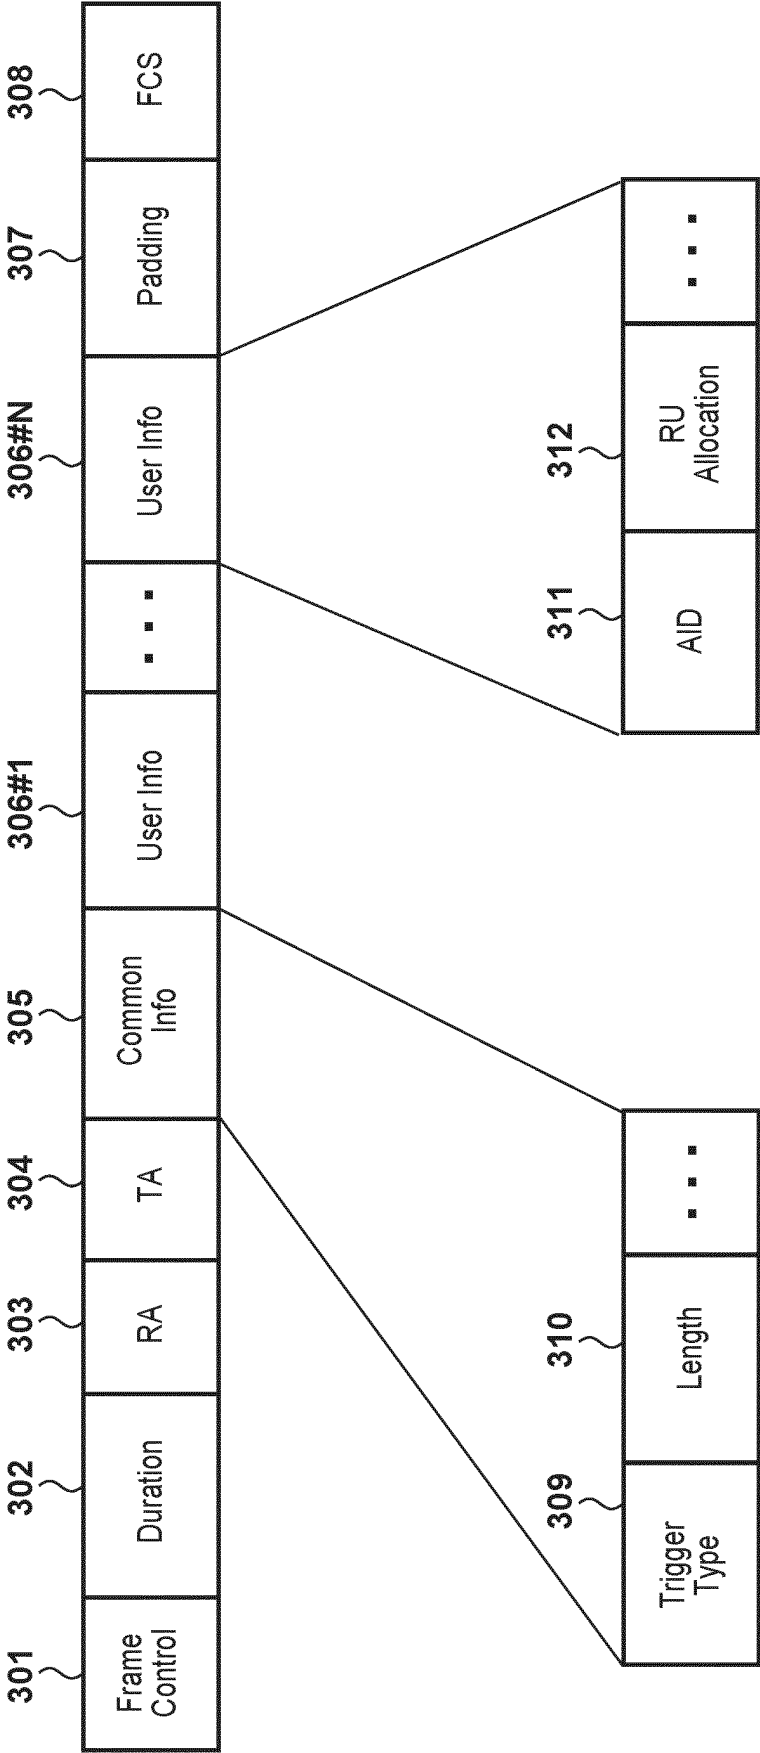 301 302 303 304 305 306#1 306#N 307 308
Frame Control
Duration
RA
TA
Common Info
User Info
...
User Info
Padding
FCS
309 310 311 312
Trigger Type
Length
...
AID
RU Allocation
...